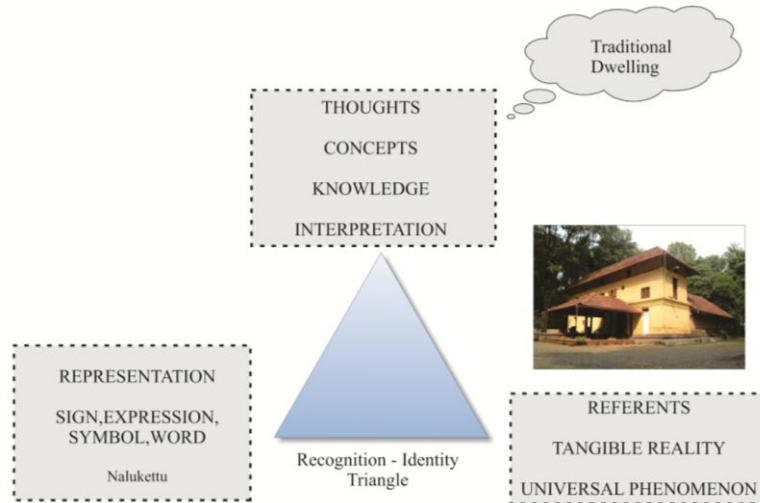 Traditional
Dwelling
THOUGHTS
CONCEPTS
KNOWLEDGE
INTERPRETATION
REPRESENTATION
SIGN,EXPRESSION,
SYMBOL,WORD
Nalukettu
Recognition - Identity
Triangle
REFERENTS
TANGIBLE REALITY
UNIVERSAL PHENOMENON